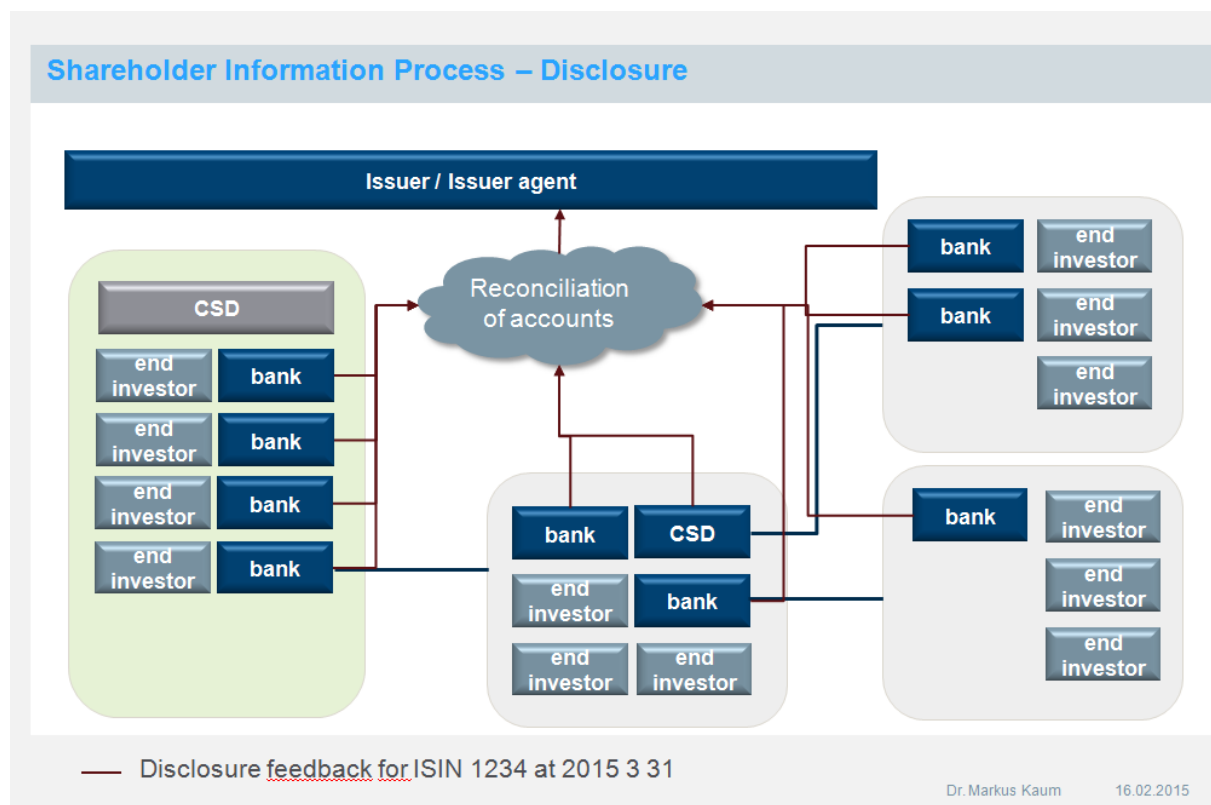 Shareholder Information Process – Disclosure
Issuer / Issuer agent
Reconciliation
of accounts
CSD
end
investor
bank
end
investor
bank
end
investor
bank
end
investor
bank
bank
CSD
end
investor
bank
end
investor
end
investor
bank
end
investor
bank
end
investor
end
investor
bank
end
investor
end
investor
end
investor
Disclosure feedback for ISIN 1234 at 2015 3 31
Dr. Markus Kaum 16.02.2015